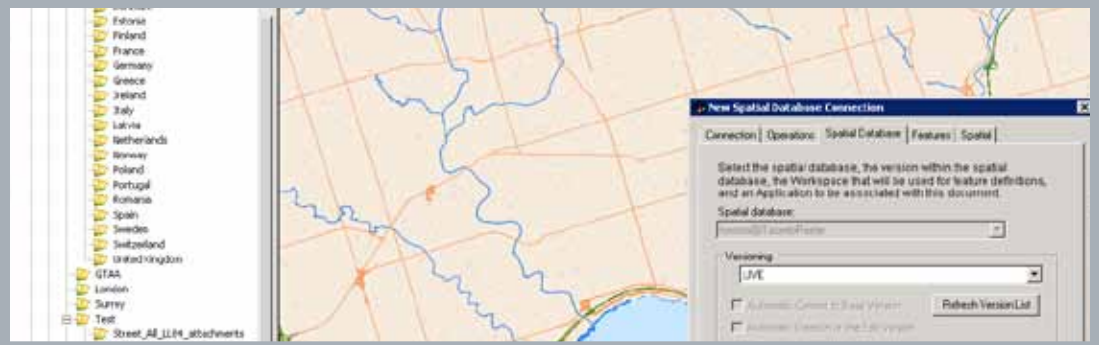 Estonia
Finland
France
Germany
Greece
Ireland
Italy
Latvia
Netherlands
Norway
Poland
Portugal
Romania
Spain
Sweden
Switzerland
United Kingdom
GTAA
London
Surrey
Test
Street_All_LL84_attachments
New Spatial Database Connection
Connection
Operations
Spatial Database
Features
Spatial
Select the spatial database, the version within the spatial
database, the Workspace that will be used for feature definitions,
and an Application to be associated with this document.
Spatial database:
Versioning
LIVE
Refresh Version List